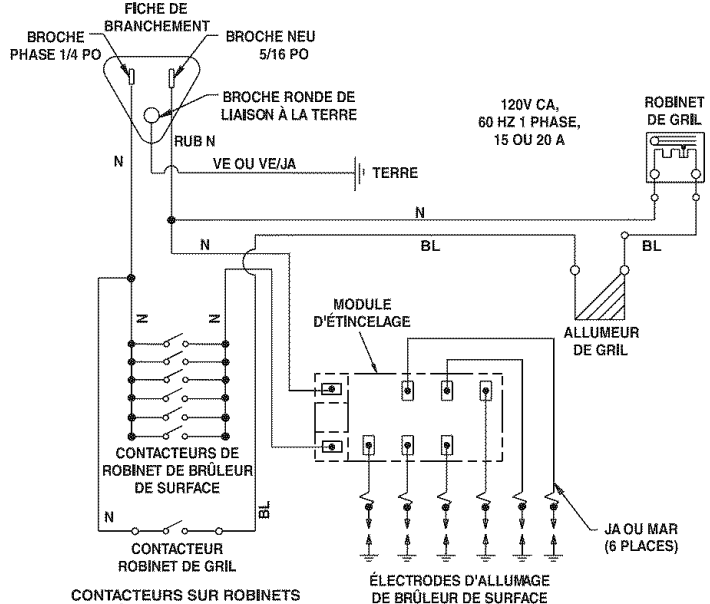 FICHE DE
BRANCHEMENT
BROCHE
PHASE 1/4 PO
BROCHE NEU
5/16 PO
BROCHE RONDE DE
LIAISON À LA TERRE
120V CA,
60 HZ 1 PHASE,
15 OU 20 A
ROBINET
DE GRIL
N
RUB N
VE OU VE/JA
TERRE
N
N
BL
BL
N
N
MODULE
D'ÉTINCELAGE
ALLUMEUR
DE GRIL
CONTACTEURS DE
ROBINET DE BRÛLEUR
DE SURFACE
N
BL
CONTACTEUR
ROBINET DE GRIL
JA OU MAR
(6 PLACES)
CONTACTEURS SUR ROBINETS
ÉLECTRODES D'ALLUMAGE
DE BRÛLEUR DE SURFACE